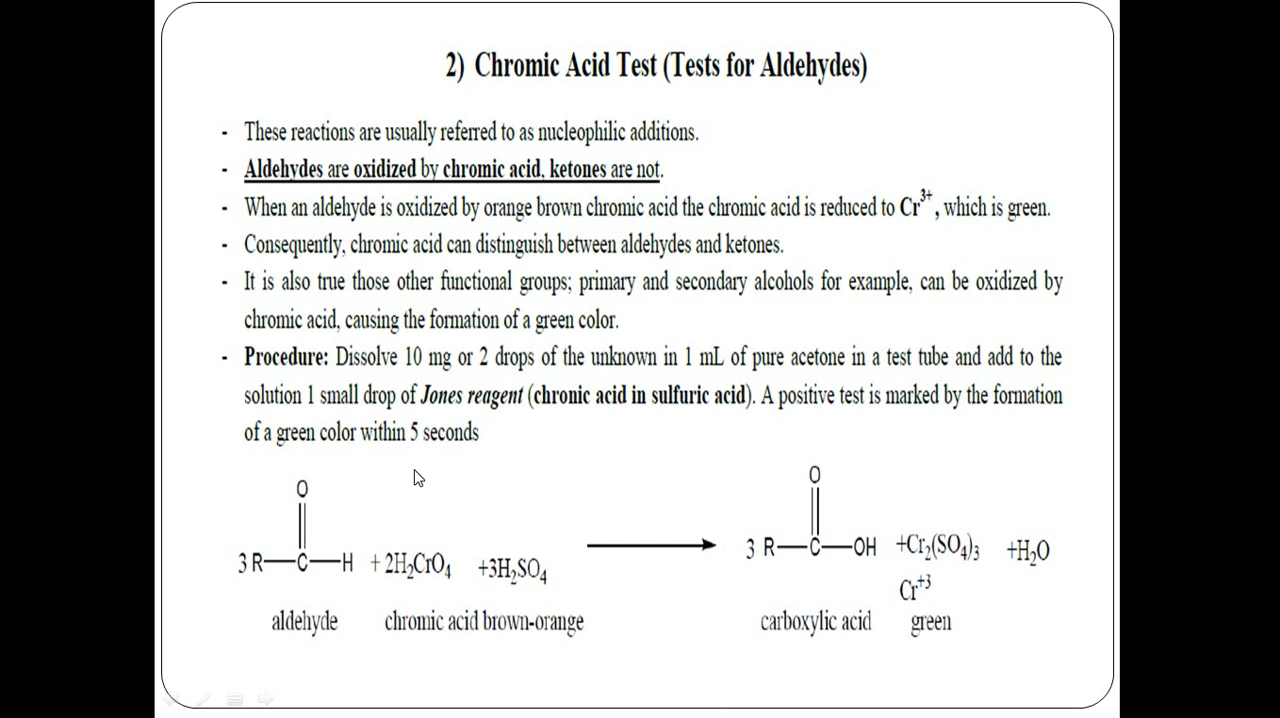 2) Chromic Acid Test (Tests for Aldehydes)
- These reactions are usually referred to as nucleophilic additions.
- Aldehydes are oxidized by chromic acid, ketones are not.
- When an aldehyde is oxidized by orange brown chromic acid the chromic acid is reduced to Cr³⁺, which is green.
- Consequently, chromic acid can distinguish between aldehydes and ketones.
- It is also true those other functional groups; primary and secondary alcohols for example, can be oxidized by
chromic acid, causing the formation of a green color.
- Procedure: Dissolve 10 mg or 2 drops of the unknown in 1 mL of pure acetone in a test tube and add to the
solution 1 small drop of Jones reagent (chronic acid in sulfuric acid). A positive test is marked by the formation
of a green color within 5 seconds
O O
3 R—C—H + 2H₂CrO₄ +3H₂SO₄ 3 R—C—OH +Cr₂(SO₄)₃ +H₂O
Cr⁺³
aldehyde chromic acid brown-orange carboxylic acid green